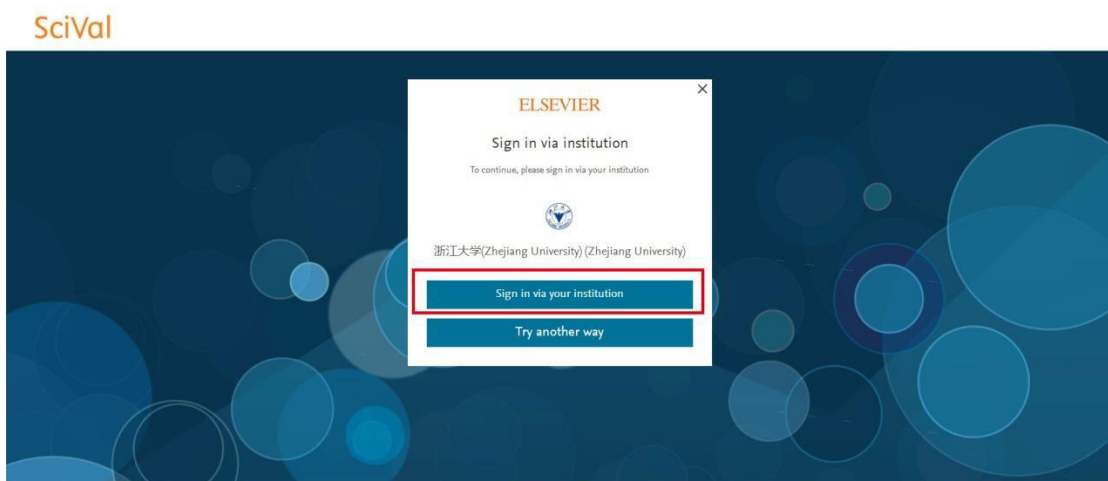 SciVal
ELSEVIER
Sign in via institution
To continue, please sign in via your institution
浙江大学(Zhejiang University) (Zhejiang University)
Sign in via your institution
Try another way